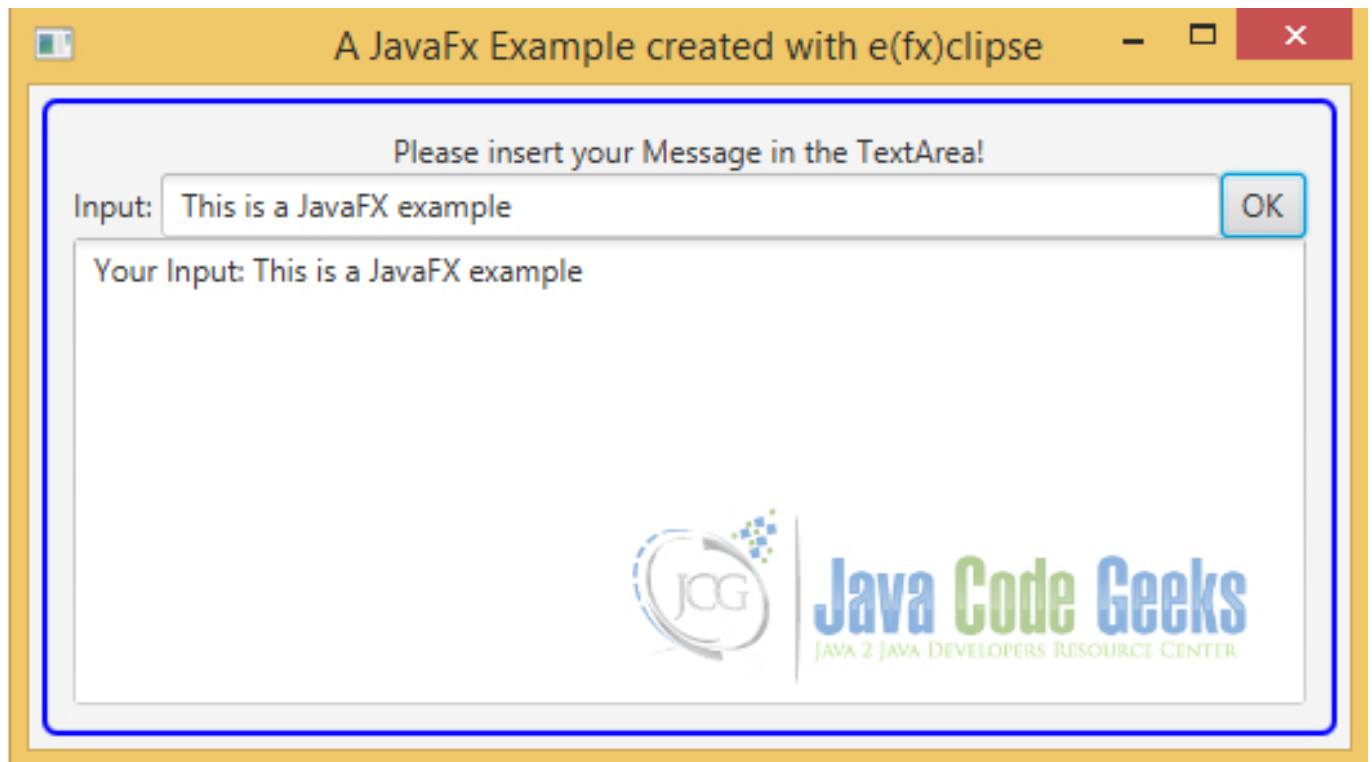 A JavaFx Example created with e(fx)clipse
Please insert your Message in the TextArea!
Input: This is a JavaFX example OK
Your Input: This is a JavaFX example
JCG
Java Code Geeks
JAVA 2 JAVA DEVELOPERS RESOURCE CENTER